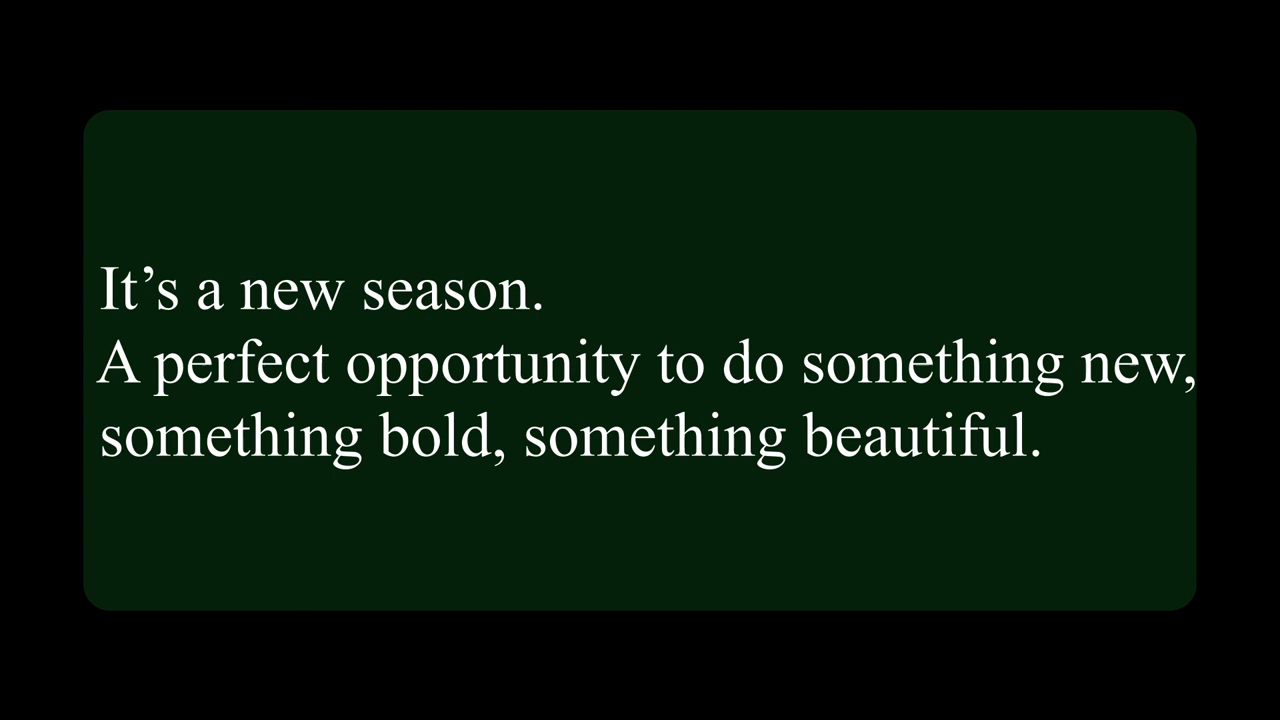 It’s a new season.
A perfect opportunity to do something new,
something bold, something beautiful.